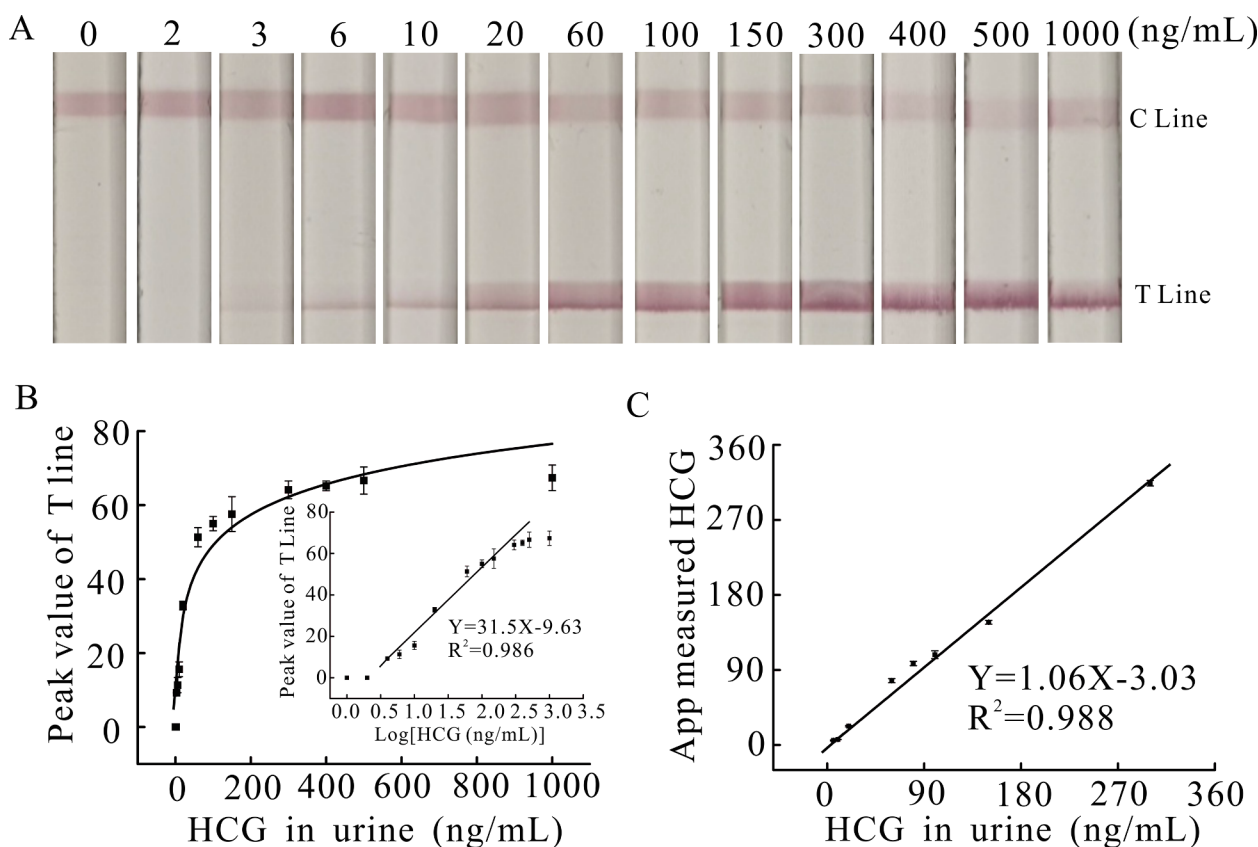 A
0 2 3 6 10 20 60 100 150 300 400 500 1000 (ng/mL)
C Line
T Line
B
Peak value of T line
80
60
40
20
0
0 200 400 600 800 1000
HCG in urine (ng/mL)
Peak value of T Line
80
60
40
20
0
Y=31.5X-9.63
R²=0.986
0.0 0.5 1.0 1.5 2.0 2.5 3.0 3.5
Log[HCG (ng/mL)]
C
App measured HCG
360
270
180
90
0
Y=1.06X-3.03
R²=0.988
0 90 180 270 360
HCG in urine (ng/mL)